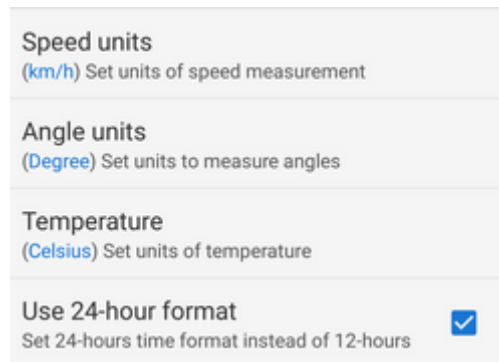 Speed units
(km/h) Set units of speed measurement
Angle units
(Degree) Set units to measure angles
Temperature
(Celsius) Set units of temperature
Use 24-hour format
Set 24-hours time format instead of 12-hours